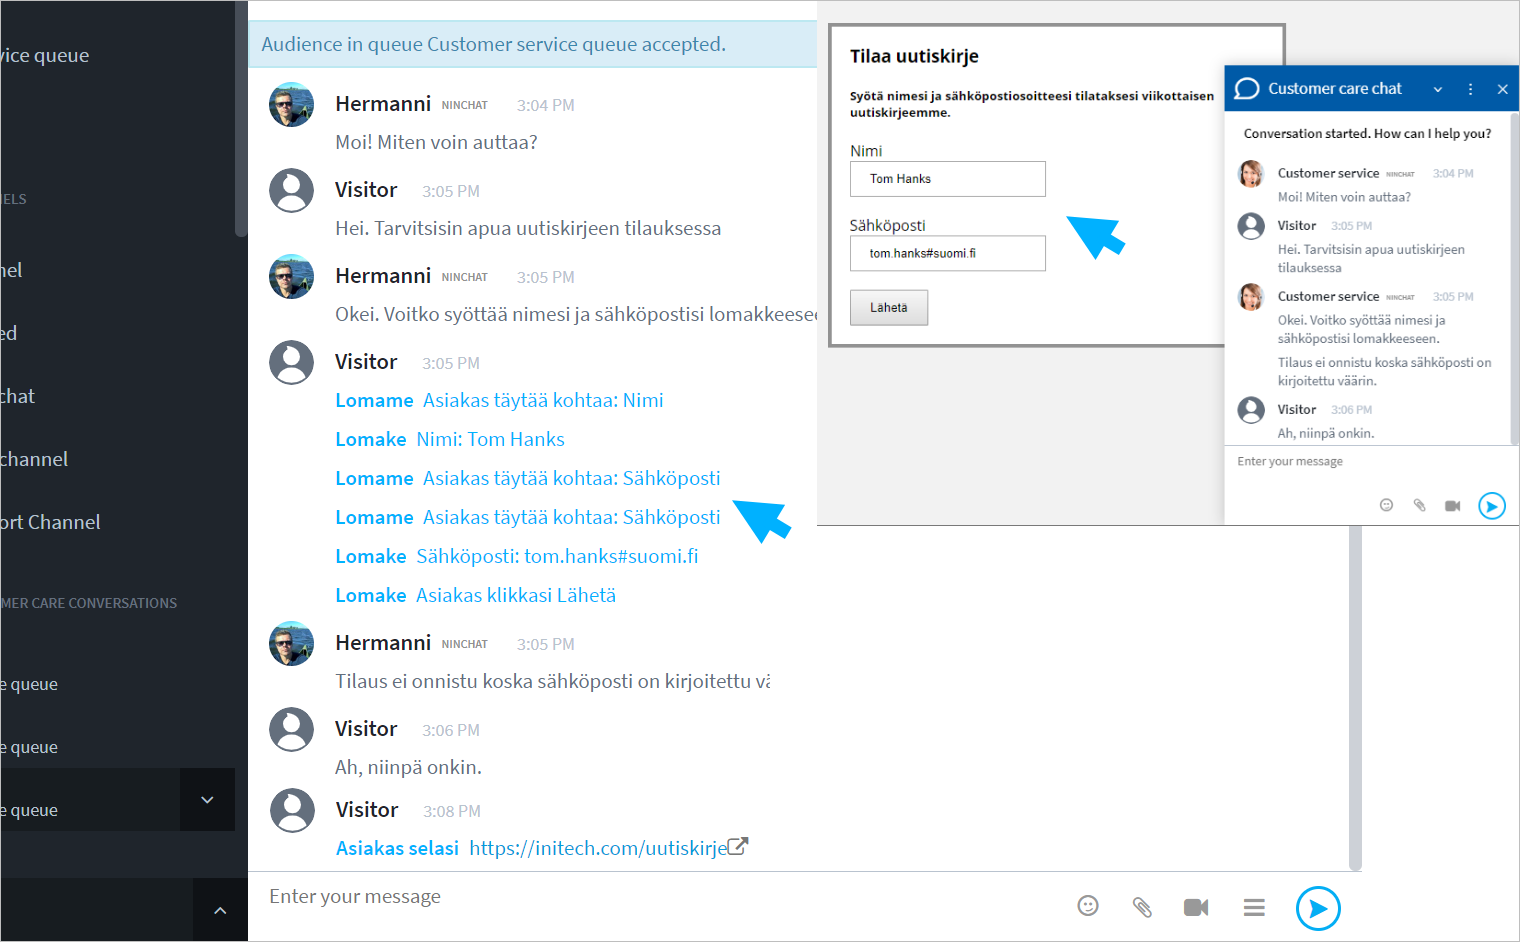 vice queue
NELS
nel
ed
chat
channel
ort Channel
MER CARE CONVERSATIONS
e queue
e queue
e queue
Audience in queue Customer service queue accepted.
Hermanni NINCHAT 3:04 PM
Moi! Miten voin auttaa?
Visitor 3:05 PM
Hei. Tarvitsisin apua uutiskirjeen tilauksessa
Hermanni NINCHAT 3:05 PM
Okei. Voitko syöttää nimesi ja sähköpostisi lomakkeesee
Visitor 3:05 PM
Lomame Asiakas täytää kohtaa: Nimi
Lomake Nimi: Tom Hanks
Lomame Asiakas täytää kohtaa: Sähköposti
Lomame Asiakas täytää kohtaa: Sähköposti
Lomake Sähköposti: tom.hanks#suomi.fi
Lomake Asiakas klikkasi Lähetä
Hermanni NINCHAT 3:05 PM
Tilaus ei onnistu koska sähköposti on kirjoitettu vä
Visitor 3:06 PM
Ah, niinpä onkin.
Visitor 3:08 PM
Asiakas selasi https://initech.com/uutiskirje
Enter your message
Tilaa uutiskirje
Syötä nimesi ja sähköpostiosoitteesi tilataksesi viikottaisen
uutiskirjeemme.
Nimi
Tom Hanks
Sähköposti
tom.hanks#suomi.fi
Lähetä
Customer care chat
Conversation started. How can I help you?
Customer service NINCHAT 3:04 PM
Moi! Miten voin auttaa?
Visitor 3:05 PM
Hei. Tarvitsisin apua uutiskirjeen
tilauksessa
Customer service NINCHAT 3:05 PM
Okei. Voitko syöttää nimesi ja
sähköpostisi lomakkeeseen.
Tilaus ei onnistu koska sähköposti on
kirjoitettu väärin.
Visitor 3:06 PM
Ah, niinpä onkin.
Enter your message